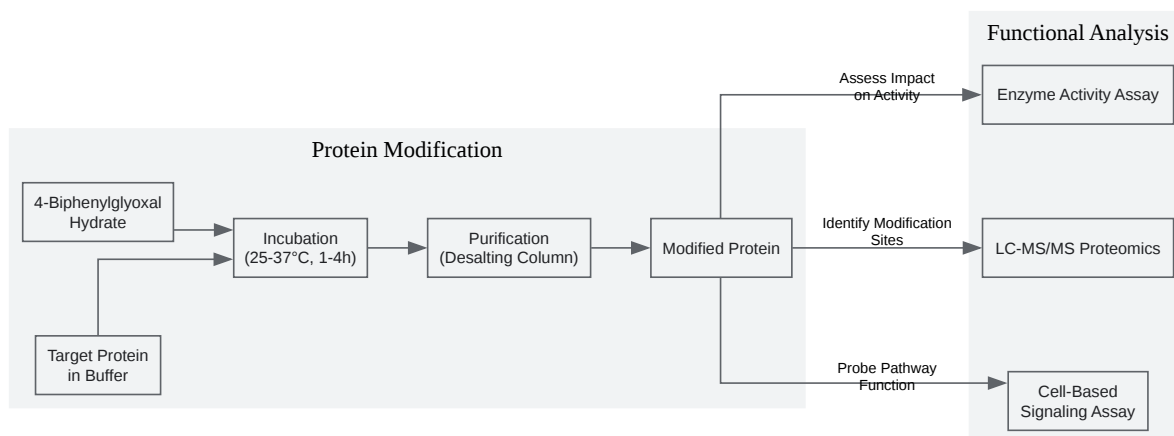 Functional Analysis
Assess Impact
on Activity
Enzyme Activity Assay
Protein Modification
4-Biphenylglyoxal
Hydrate
Incubation
(25-37°C, 1-4h)
Purification
(Desalting Column)
Modified Protein
Identify Modification
Sites
LC-MS/MS Proteomics
Target Protein
in Buffer
Probe Pathway
Function
Cell-Based
Signaling Assay